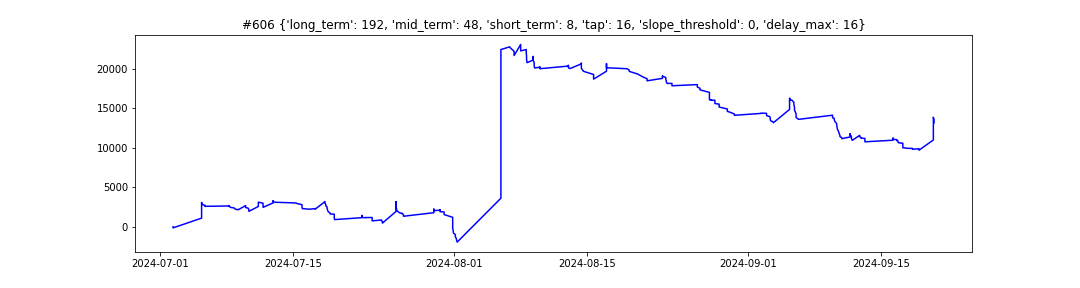 #606 {'long_term': 192, 'mid_term': 48, 'short_term': 8, 'tap': 16, 'slope_threshold': 0, 'delay_max': 16}
20000
15000
10000
5000
0
2024-07-01 2024-07-15 2024-08-01 2024-08-15 2024-09-01 2024-09-15